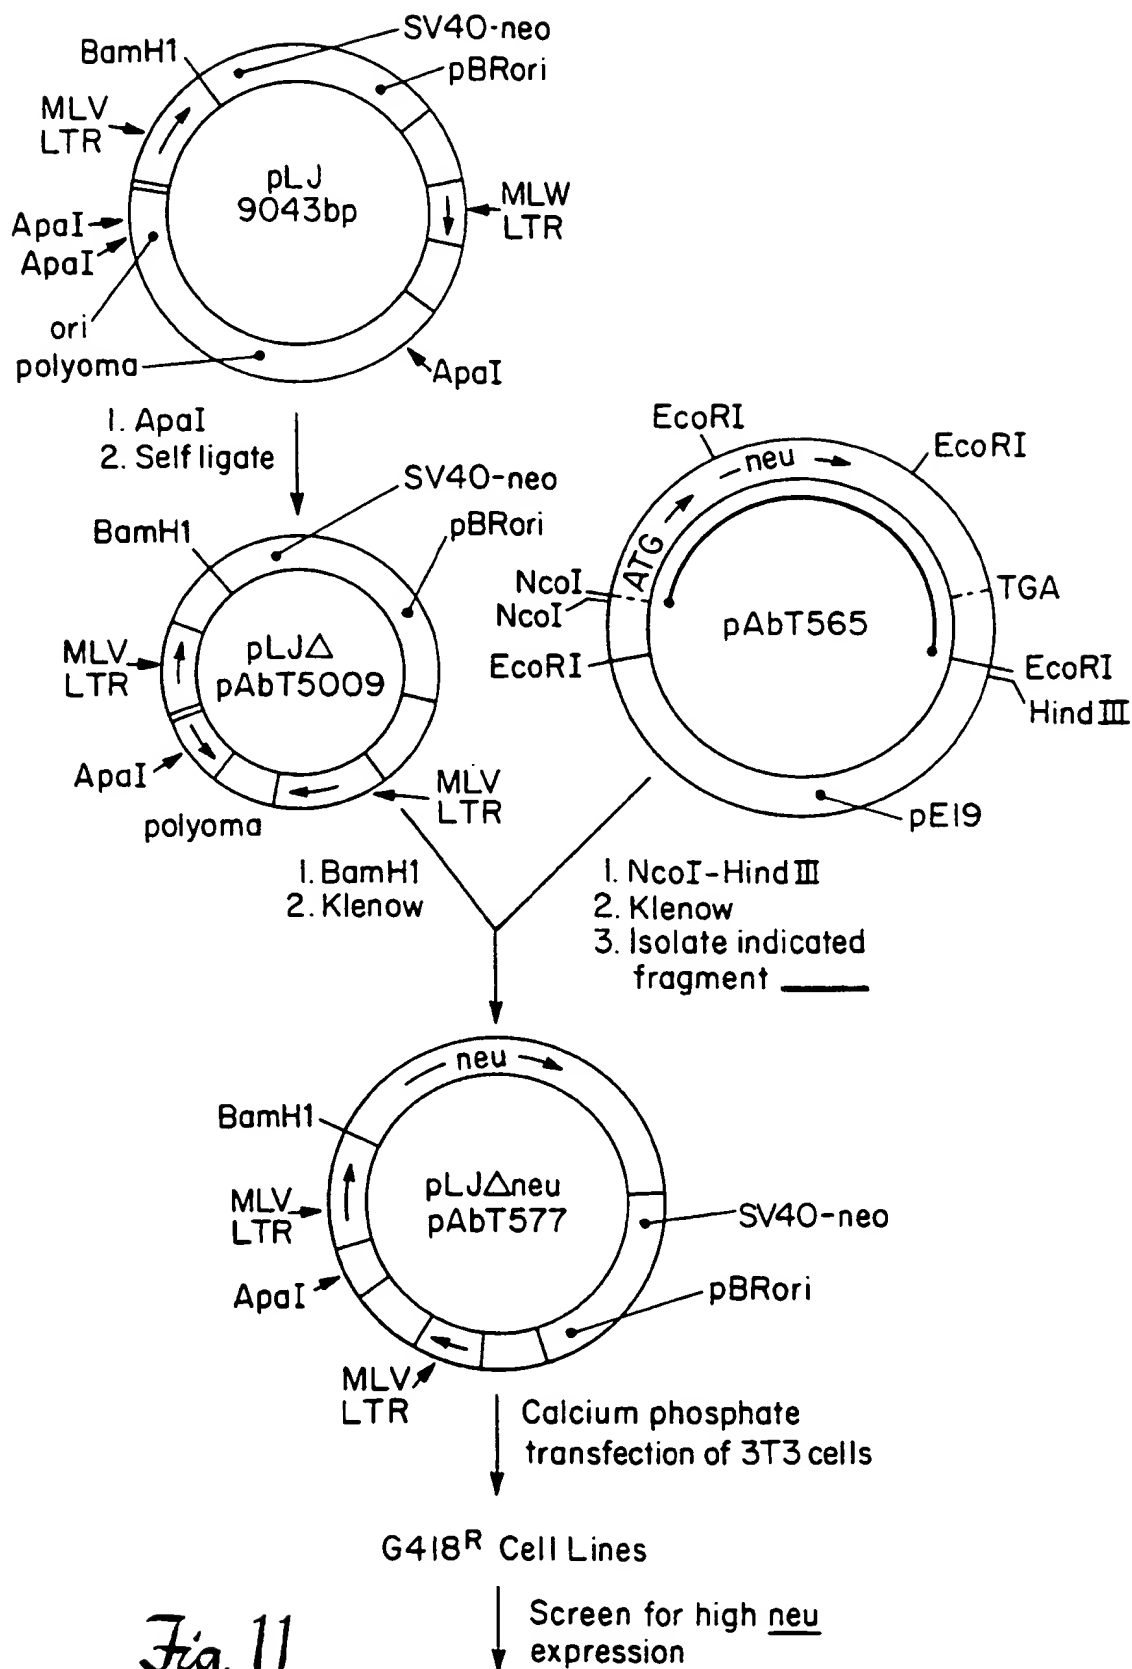 SV40-neo
BamH1
pBRori
MLV
LTR
pLJ
9043bp
MLW
LTR
ApaI
ApaI
ori
polyoma
ApaI
1. ApaI
2. Self ligate
SV40-neo
BamH1
pBRori
MLV
LTR
pLJ△
pAbT5009
ApaI
polyoma
MLV
LTR
EcoRI
EcoRI
neu
ATG
NcoI
NcoI
TGA
pAbT565
EcoRI
EcoRI
Hind III
pE19
1. BamH1
2. Klenow
1. NcoI-Hind III
2. Klenow
3. Isolate indicated
fragment
neu
BamH1
MLV
LTR
pLJ△neu
pAbT577
SV40-neo
ApaI
pBRori
MLV
LTR
Calcium phosphate
transfection of 3T3 cells
G418R Cell Lines
Screen for high neu
expression
Fig. 11